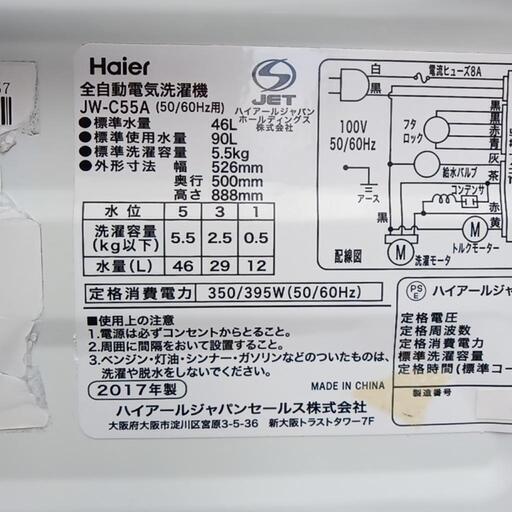 Haier
全自動電気洗濯機
JW-C55A (50/60Hz用)
●標準水量 46L
●標準使用水量 90L
●標準洗濯容量 5.5kg
●外形寸法 幅 526mm
奥行 500mm
高さ 888mm
JET
ハイアールジャパン
ホールディングス
株式会社
水位 5 3 1
洗濯容量(kg以下) 5.5 2.5 0.5
水量(L) 46 29 12
定格消費電力 350/395W(50/60Hz)
■使用上の注意
1.電源は必ずコンセントからとること。
2.周囲に間隔をおいて設置すること。
3.ベンジン・灯油・シンナー・ガソリンなどのついたものは、
洗濯や脱水をしないでください。
2017年製
MADE IN CHINA
ハイアールジャパンセールス株式会社
大阪府大阪市淀川区宮原3-5-36 新大阪トラストタワー7F
白
電流ヒューズ8A
黒
100V
50/60Hz
フタ
ロック
黒
赤
青
灰
給水バルブ
茶
アース
コンデンサ
黒
赤
黄
M
M
トルクモーター
配線図
洗濯モータ
PS
E
ハイアールジャ
定格電圧
定格周波数
定格消費電力
標準洗濯容量
定格時間(標準コー
製造番号